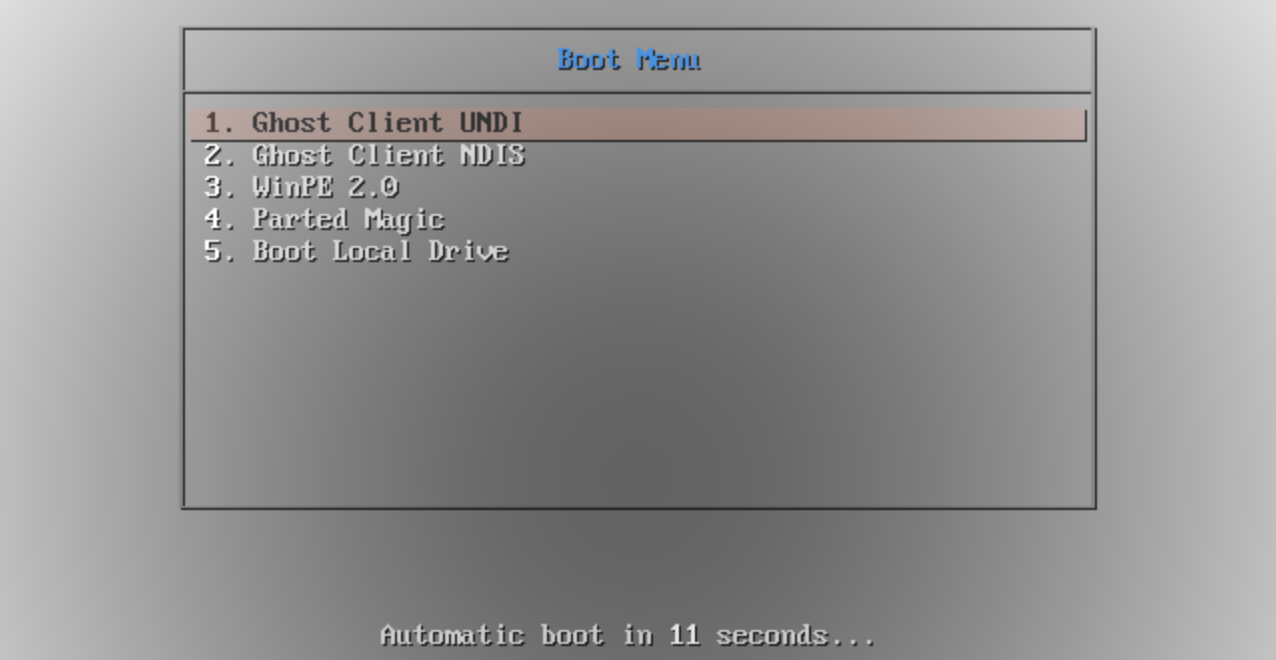 Boot Menu
1. Ghost Client UNDI
2. Ghost Client NDIS
3. WinPE 2.0
4. Parted Magic
5. Boot Local Drive
Automatic boot in 11 seconds...